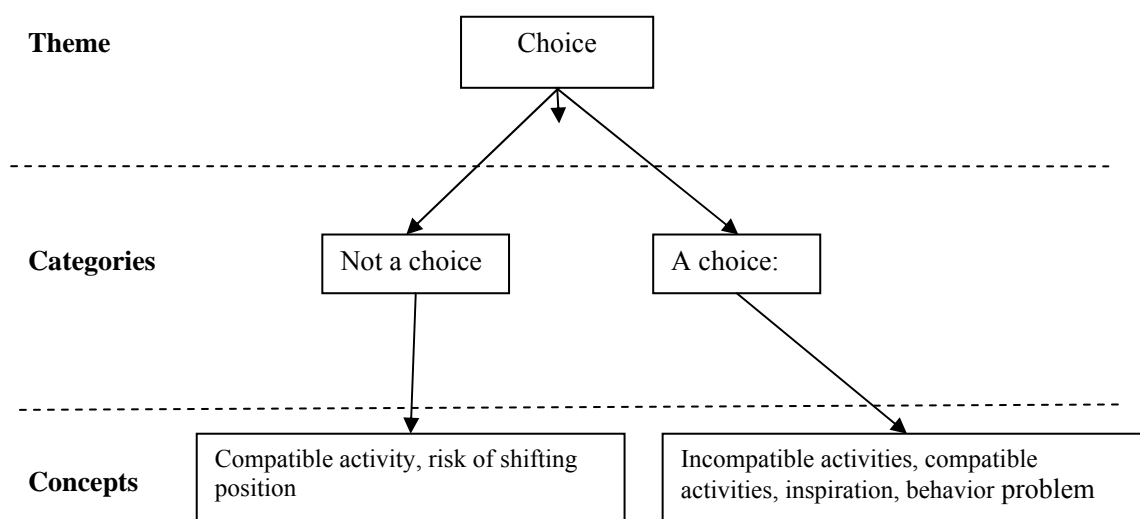 Theme
Choice
Categories
Not a choice
A choice:
Concepts
Compatible activity, risk of shifting
position
Incompatible activities, compatible
activities, inspiration, behavior problem